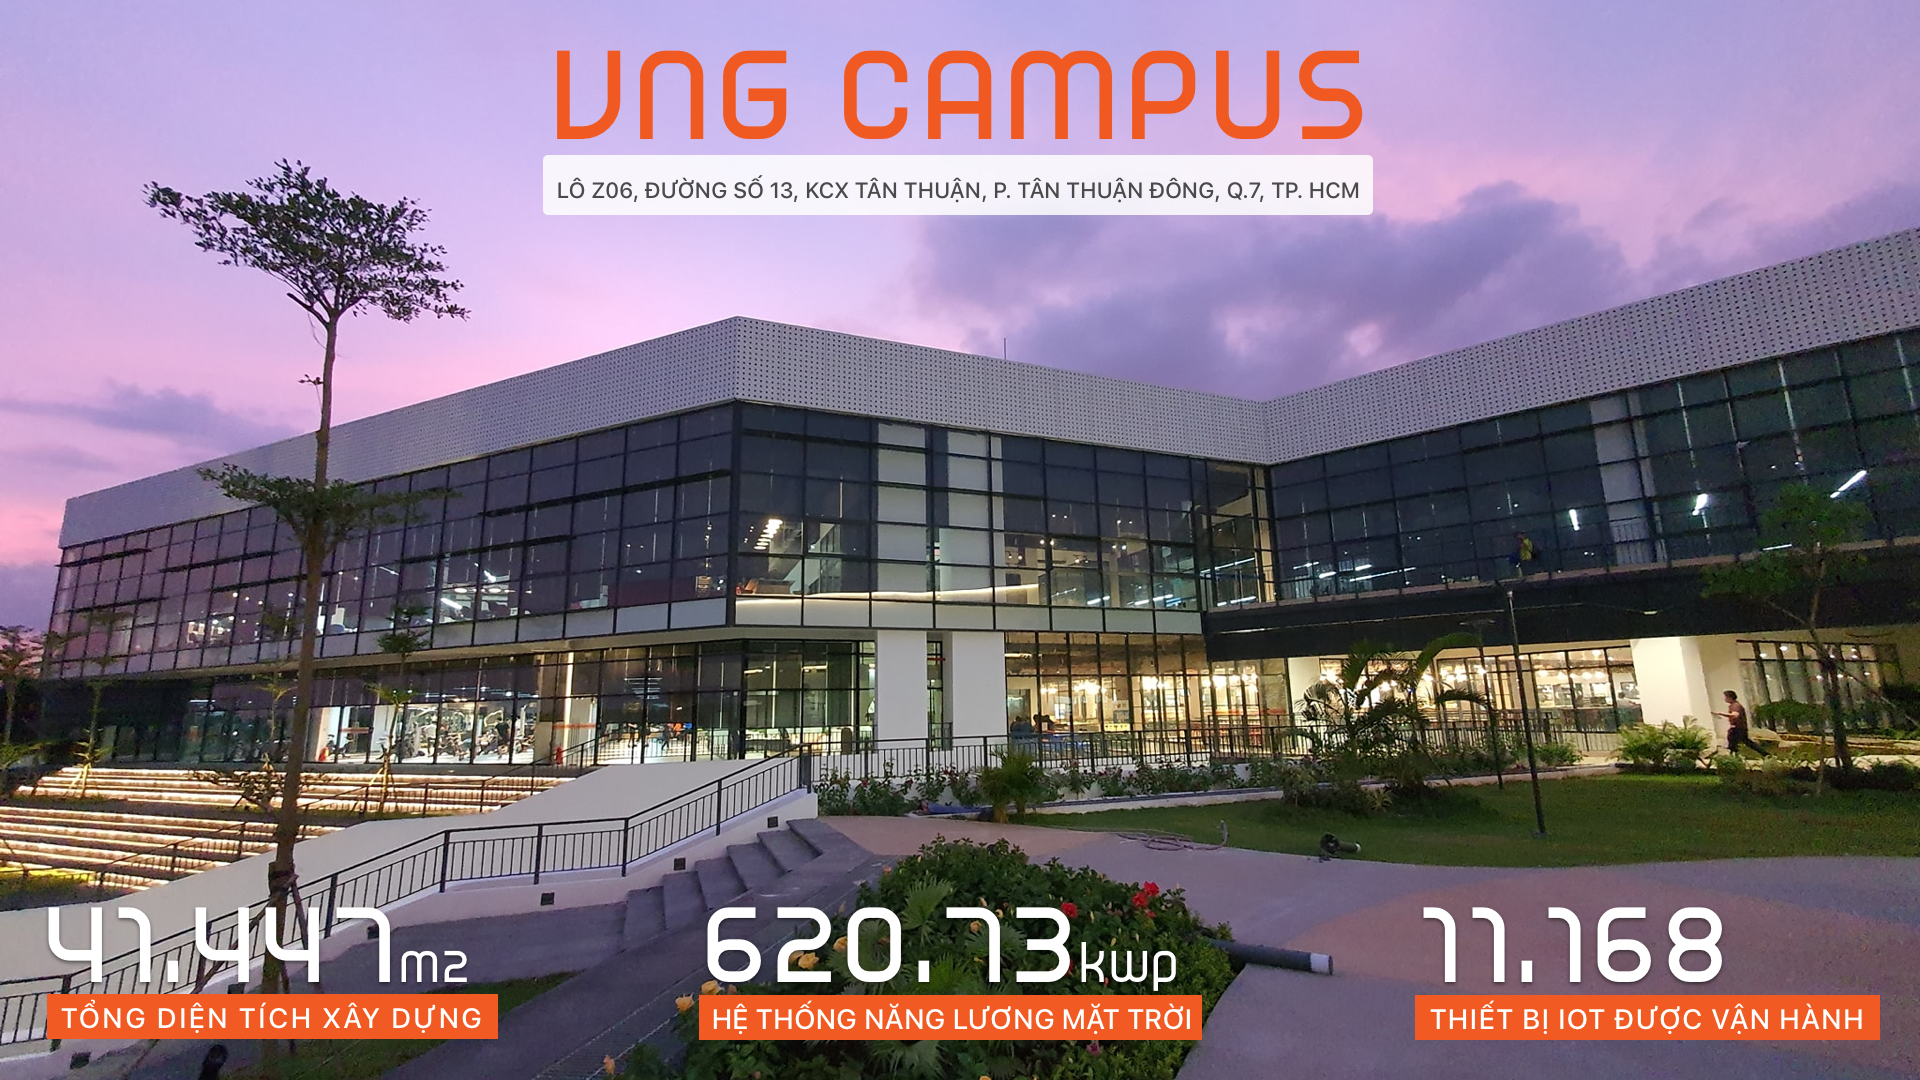 VNG CAMPUS
LÔ Z06, ĐƯỜNG SỐ 13, KCX TÂN THUẬN, P. TÂN THUẬN ĐÔNG, Q.7, TP. HCM
41.447m2
TỔNG DIỆN TÍCH XÂY DỰNG
620.73kwp
HỆ THỐNG NĂNG LƯƠNG MẶT TRỜI
11.168
THIẾT BỊ IOT ĐƯỢC VẬN HÀNH